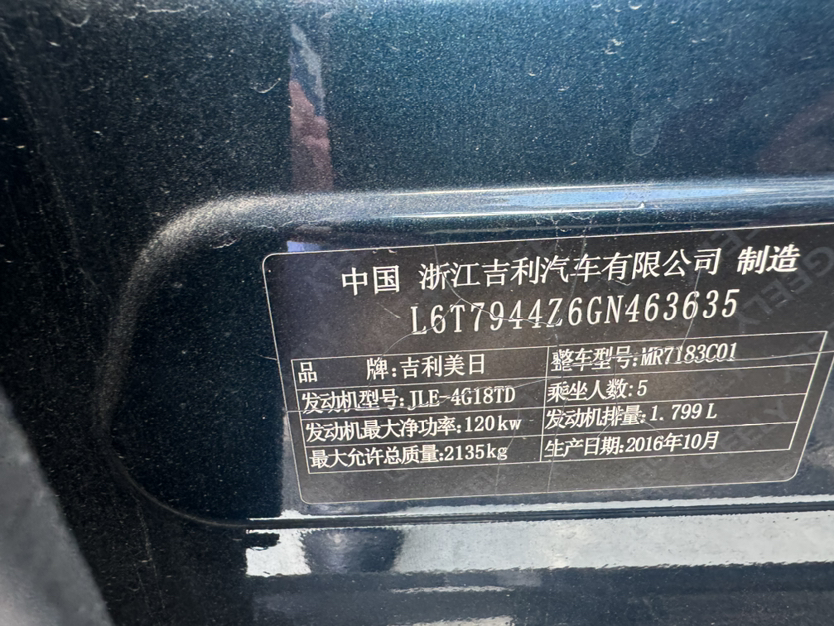 中国 浙江吉利汽车有限公司 制造
L6T7944Z6GN463635
品 牌:吉利美日 整车型号:MR7183C01
发动机型号:JLE-4G18TD 乘坐人数:5
发动机最大净功率:120kw 发动机排量:1.799L
最大允许总质量:2135kg 生产日期:2016年10月
GEELY